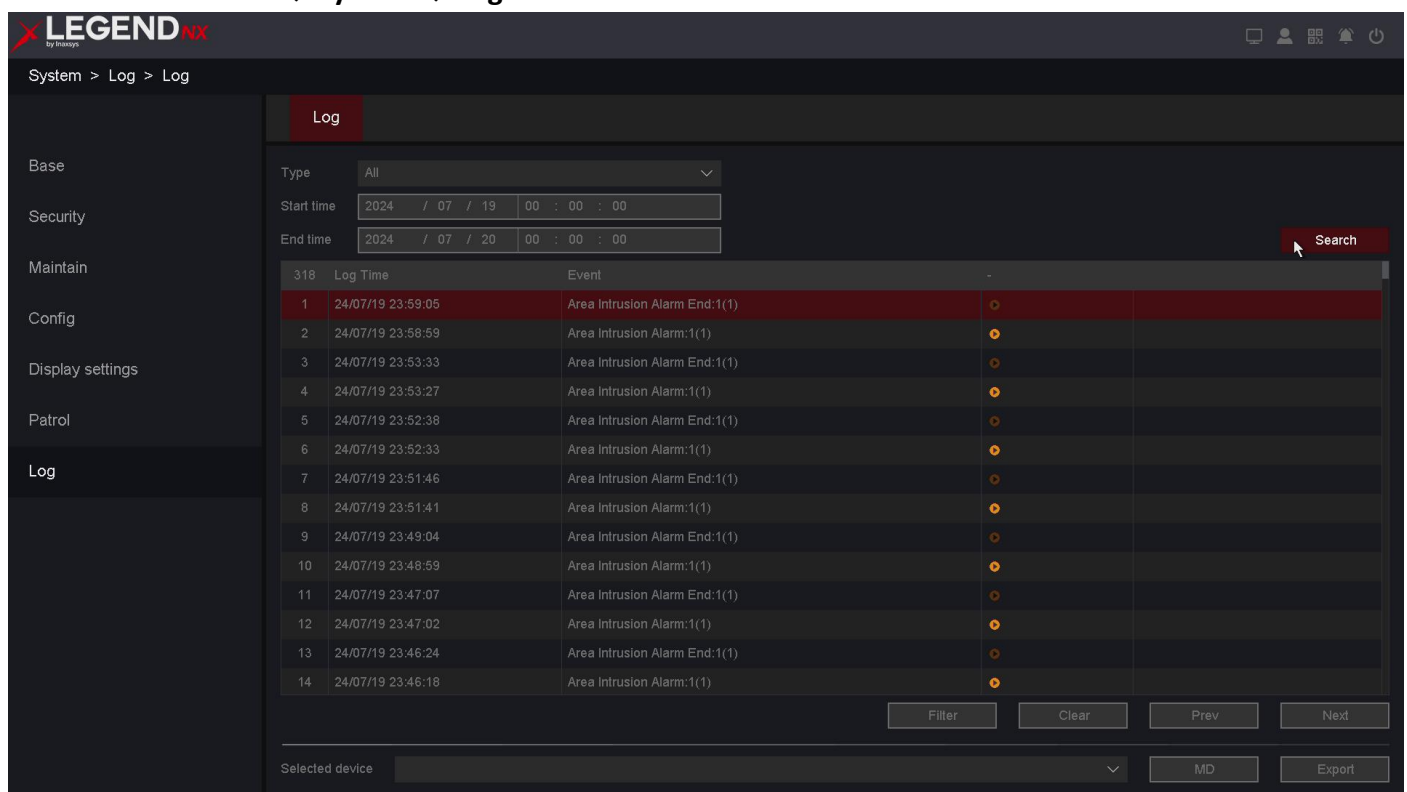 LEGEND NX
by Inaxsys
System > Log > Log
Log
Base
Security
Maintain
Config
Display settings
Patrol
Log
Type All
Start time 2024 / 07 / 19 00 : 00 : 00
End time 2024 / 07 / 20 00 : 00 : 00
Search
318 Log Time Event -
1 24/07/19 23:59:05 Area Intrusion Alarm End:1(1)
2 24/07/19 23:58:59 Area Intrusion Alarm:1(1)
3 24/07/19 23:53:33 Area Intrusion Alarm End:1(1)
4 24/07/19 23:53:27 Area Intrusion Alarm:1(1)
5 24/07/19 23:52:38 Area Intrusion Alarm End:1(1)
6 24/07/19 23:52:33 Area Intrusion Alarm:1(1)
7 24/07/19 23:51:46 Area Intrusion Alarm End:1(1)
8 24/07/19 23:51:41 Area Intrusion Alarm:1(1)
9 24/07/19 23:49:04 Area Intrusion Alarm End:1(1)
10 24/07/19 23:48:59 Area Intrusion Alarm:1(1)
11 24/07/19 23:47:07 Area Intrusion Alarm End:1(1)
12 24/07/19 23:47:02 Area Intrusion Alarm:1(1)
13 24/07/19 23:46:24 Area Intrusion Alarm End:1(1)
14 24/07/19 23:46:18 Area Intrusion Alarm:1(1)
Filter Clear Prev Next
Selected device MD Export